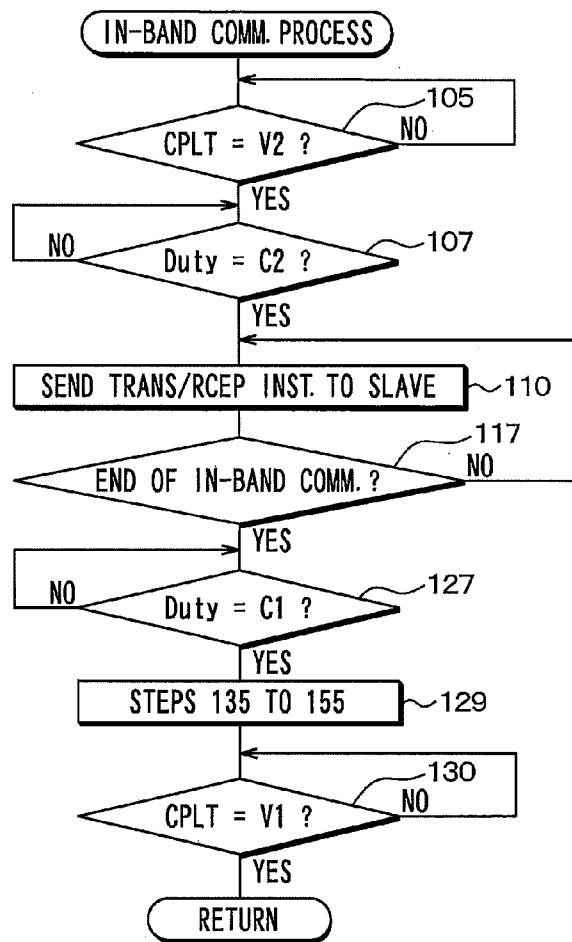 IN-BAND COMM. PROCESS
105
CPLT = V2 ?
NO
YES
107
NO
Duty = C2 ?
YES
SEND TRANS/RCEP INST. TO SLAVE
110
117
END OF IN-BAND COMM. ?
NO
YES
127
NO
Duty = C1 ?
YES
STEPS 135 TO 155
129
130
CPLT = V1 ?
NO
YES
RETURN